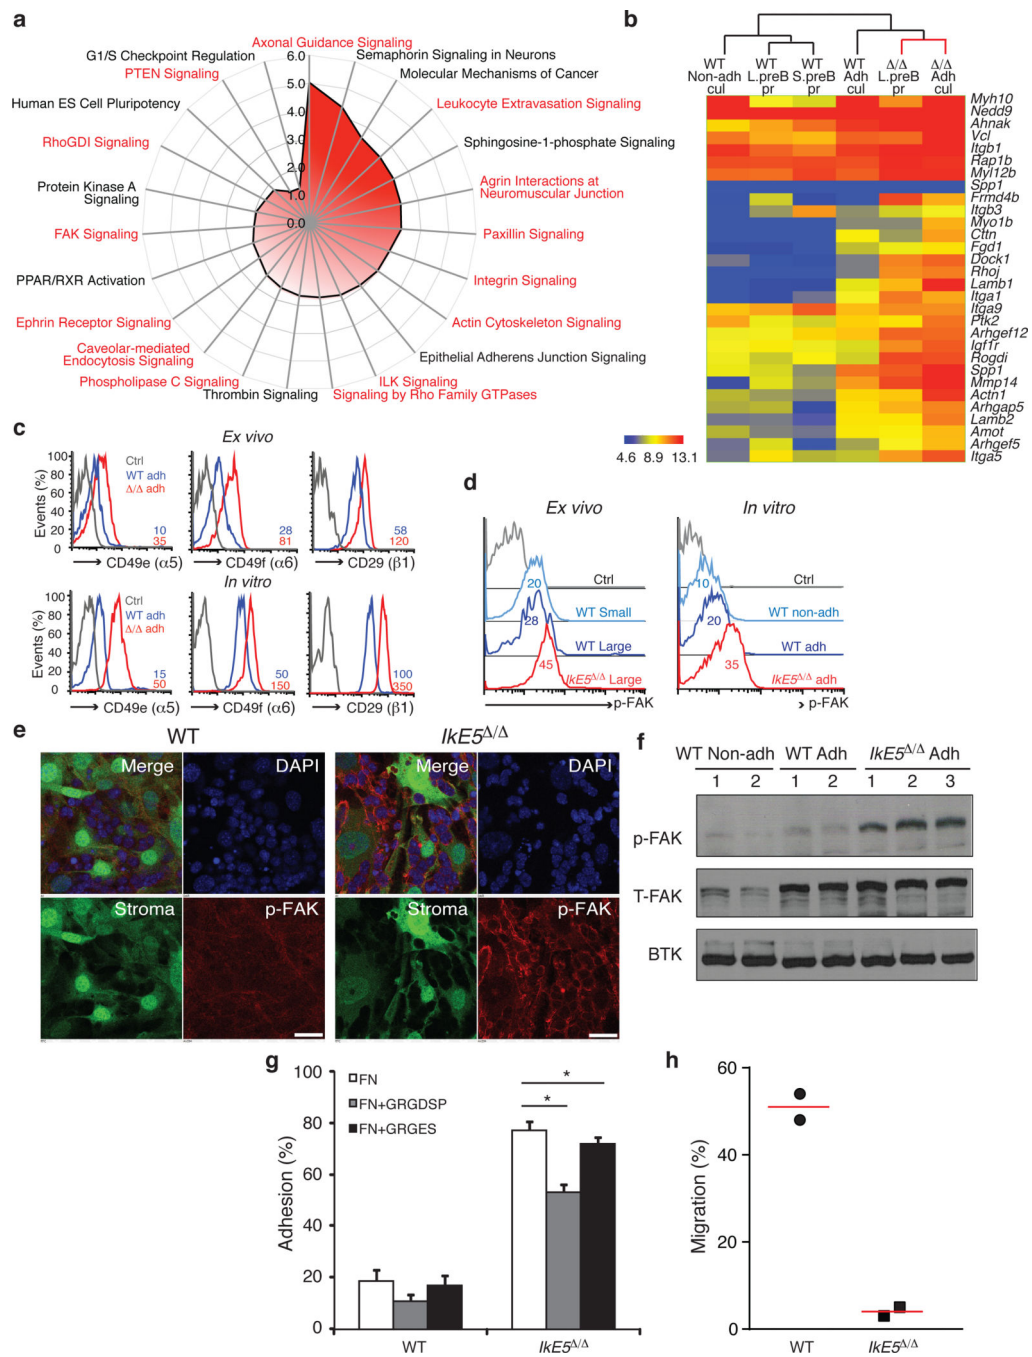 a
Axonal Guidance Signaling
G1/S Checkpoint Regulation
Semaphorin Signaling in Neurons
PTEN Signaling
Molecular Mechanisms of Cancer
Human ES Cell Pluripotency
Leukocyte Extravasation Signaling
RhoGDI Signaling
Sphingosine-1-phosphate Signaling
Protein Kinase A
Signaling
Agrin Interactions at
Neuromuscular Junction
FAK Signaling
Paxillin Signaling
PPAR/RXR Activation
Integrin Signaling
Ephrin Receptor Signaling
Actin Cytoskeleton Signaling
Caveolar-mediated
Endocytosis Signaling
Epithelial Adherens Junction Signaling
Phospholipase C Signaling
ILK Signaling
Thrombin Signaling
Signaling by Rho Family GTPases
6.0
5.0
4.0
3.0
2.0
1.0
0.0
b
WT WT WT WT Δ/Δ Δ/Δ
Non-adh L.preB S.preB Adh L.preB Adh
cul pr pr cul pr cul
Myh10
Nedd9
Ahnak
Vcl
Itgb1
Rap1b
Myl12b
Spp1
Frmd4b
Itgb3
Myo1b
Cttn
Fgd1
Dock1
Rhoj
Lamb1
Itga1
Itga9
Ptk2
Arhgef12
Igf1r
Rogdi
Spp1
Mmp14
Actn1
Arhgap5
Lamb2
Amot
Arhgef5
Itga5
4.6 8.9 13.1
c
Ex vivo
Events (%)
100
80
60
40
20
0
Ctrl
WT adh
Δ/Δ adh
10
35
28
81
58
120
CD49e (α5) CD49f (α6) CD29 (β1)
In vitro
Events (%)
100
80
60
40
20
0
Ctrl
WT adh
Δ/Δ adh
15
50
50
150
100
350
CD49e (α5) CD49f (α6) CD29 (β1)
d
Ex vivo In vitro
Ctrl
20
WT Small
28
WT Large
45
IkE5Δ/Δ Large
p-FAK
Ctrl
10
WT non-adh
20
WT adh
35
IkE5Δ/Δ adh
p-FAK
e
WT IkE5Δ/Δ
Merge DAPI Merge DAPI
Stroma p-FAK Stroma p-FAK
f
WT Non-adh WT Adh IkE5Δ/Δ Adh
1 2 1 2 1 2 3
p-FAK
T-FAK
BTK
g
Adhesion (%)
100
80
60
40
20
0
FN
FN+GRGDSP
FN+GRGES
*
*
WT IkE5Δ/Δ
h
Migration (%)
60
40
20
0
WT IkE5Δ/Δ